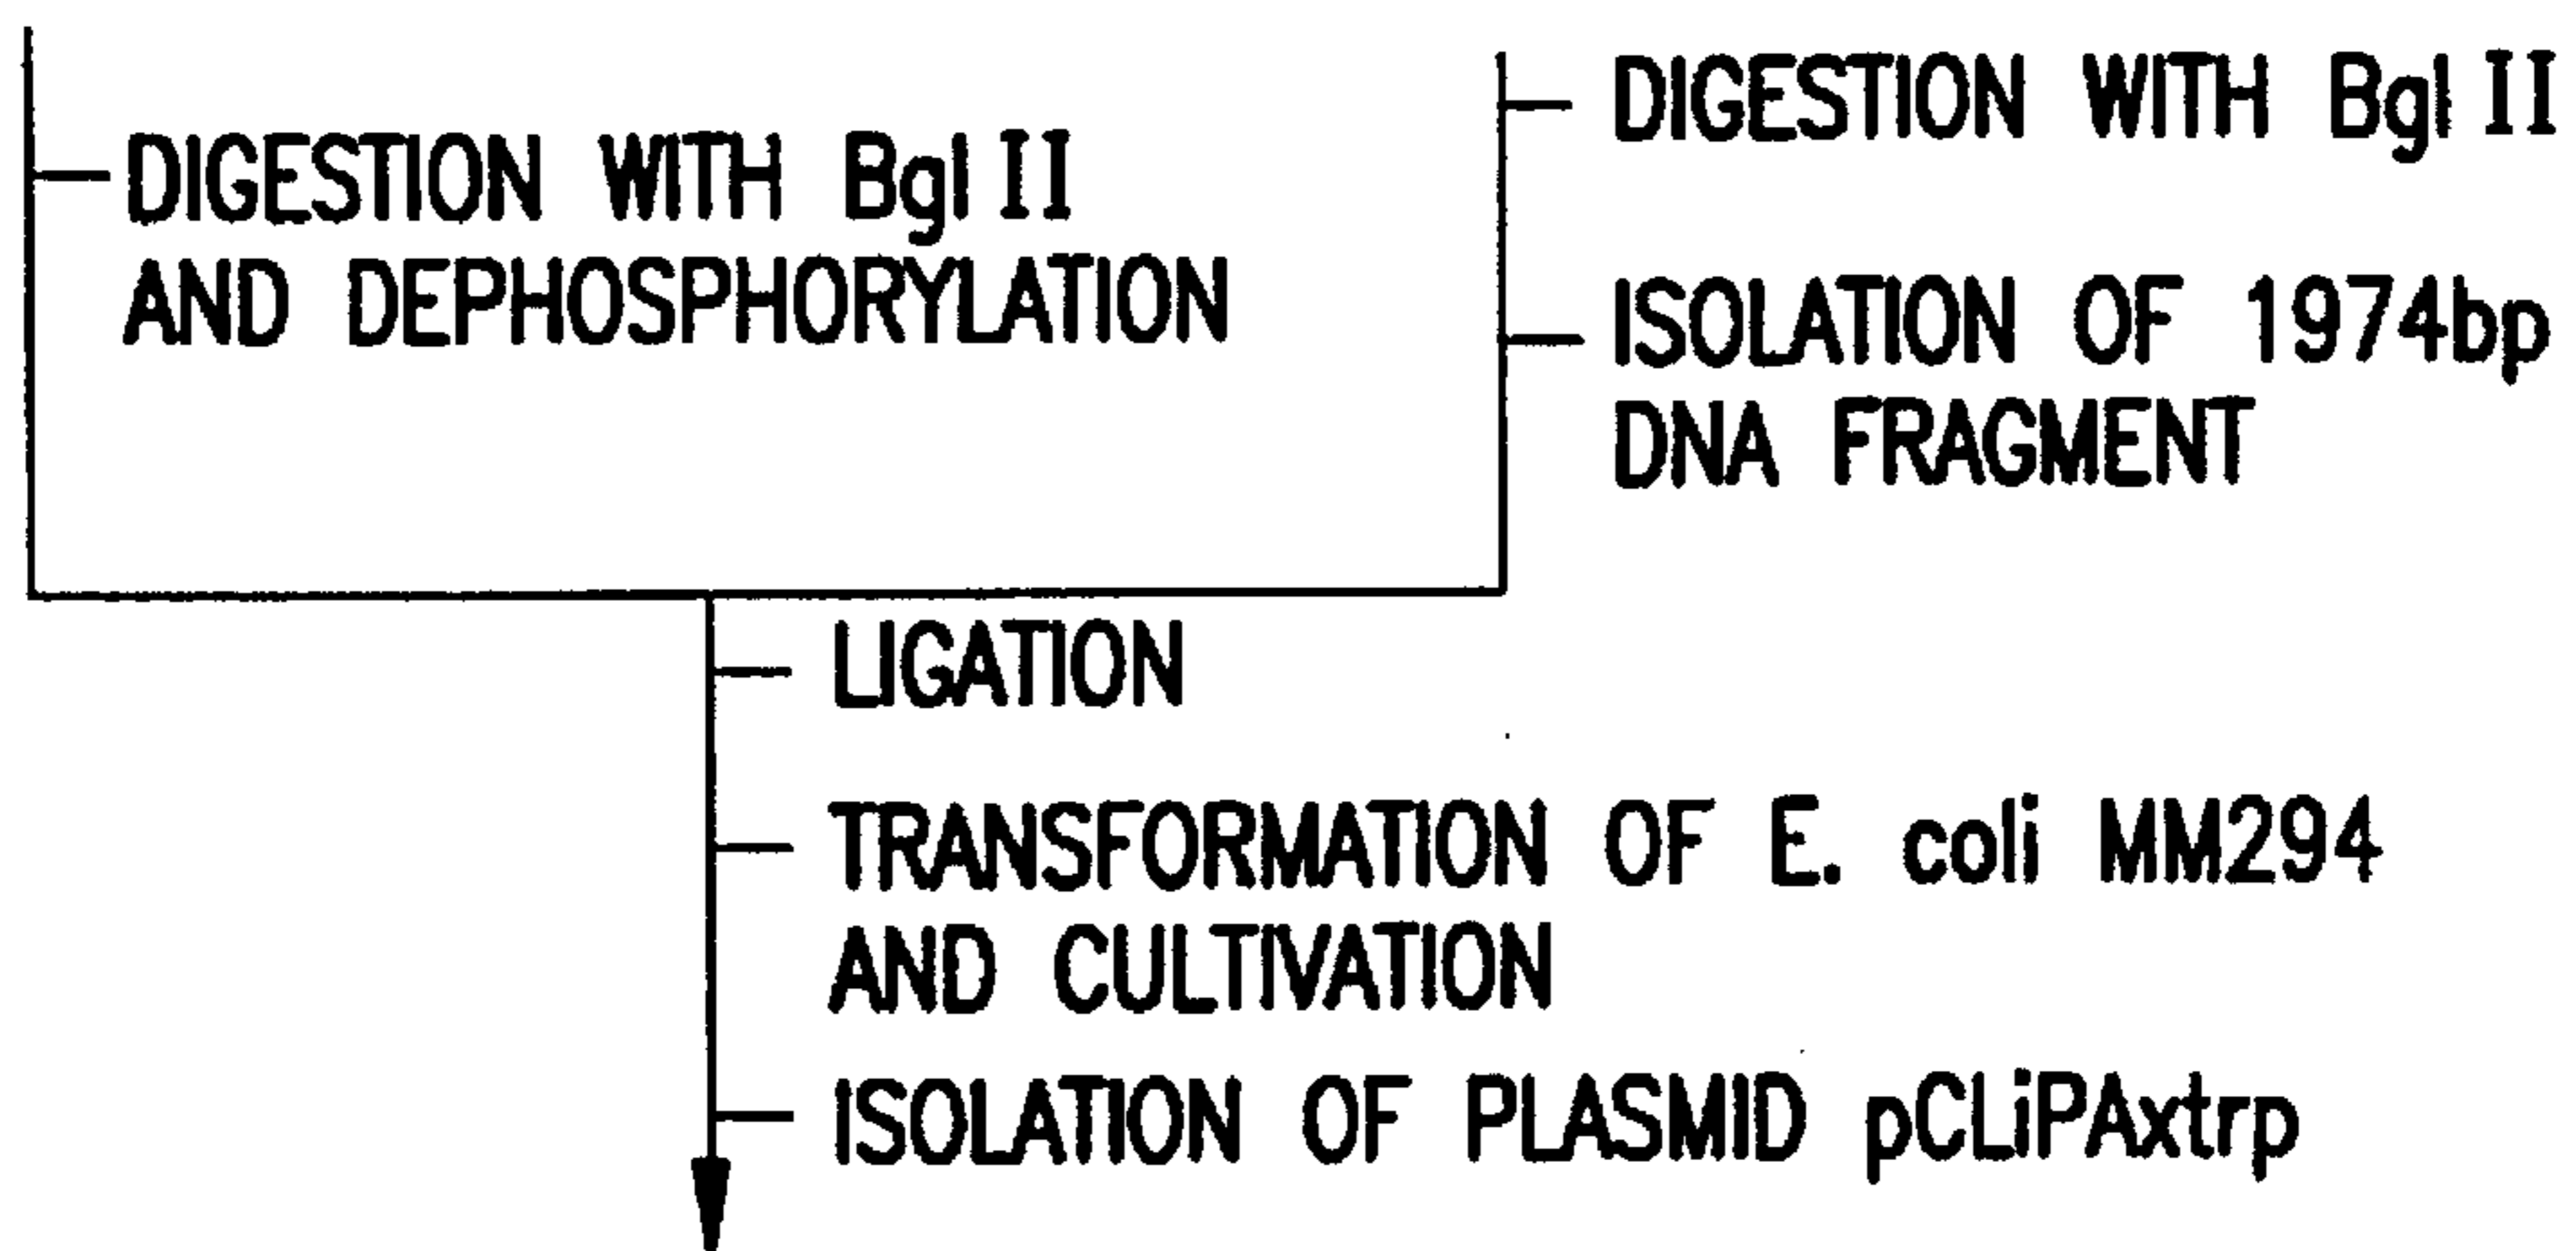 DIGESTION WITH Bgl II
AND DEPHOSPHORYLATION
DIGESTION WITH Bgl II
ISOLATION OF 1974bp
DNA FRAGMENT
LIGATION
TRANSFORMATION OF E. coli MM294
AND CULTIVATION
ISOLATION OF PLASMID pCLiPAxtrp